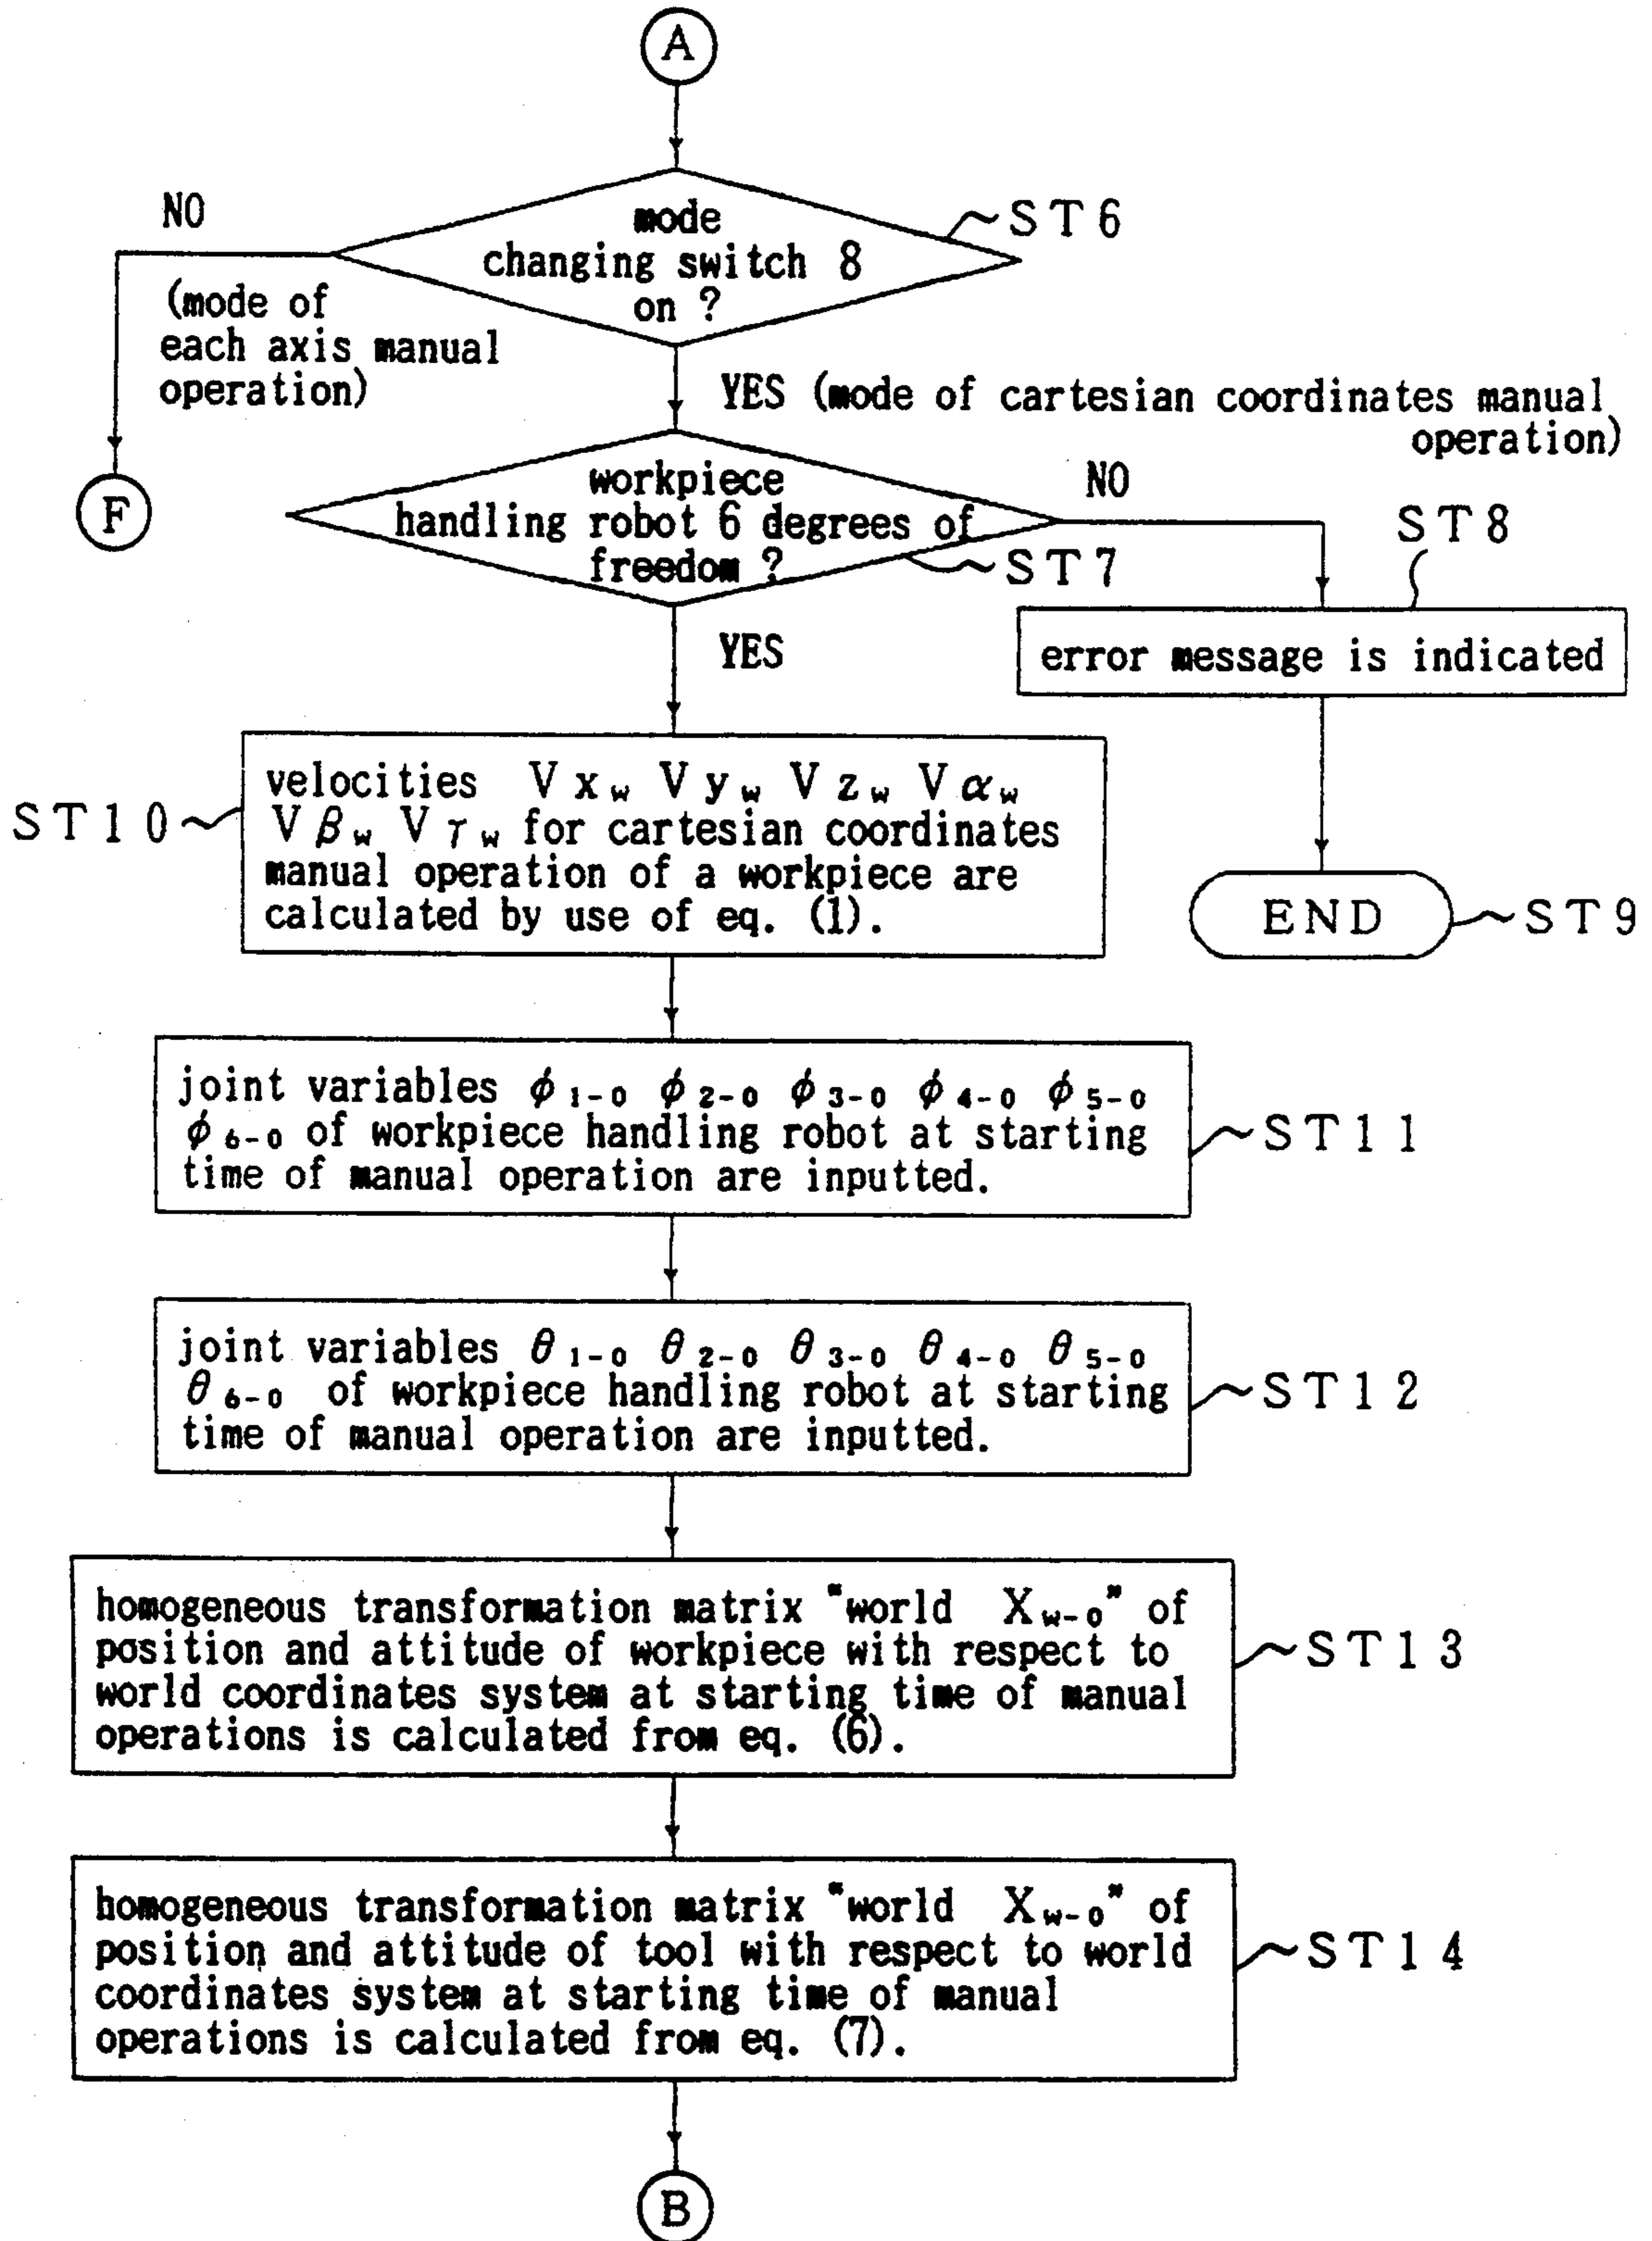 A
mode
changing switch 8
on ?
ST6
NO
(mode of
each axis manual
operation)
YES (mode of cartesian coordinates manual
operation)
F
workpiece
handling robot 6 degrees of
freedom ?
ST7
NO
ST8
error message is indicated
YES
END
ST9
ST10
velocities Vx_w Vy_w Vz_w Vα_w
Vβ_w Vγ_w for cartesian coordinates
manual operation of a workpiece are
calculated by use of eq. (1).
joint variables ϕ₁₋₀ ϕ₂₋₀ ϕ₃₋₀ ϕ₄₋₀ ϕ₅₋₀
ϕ₆₋₀ of workpiece handling robot at starting
time of manual operation are inputted.
ST11
joint variables θ₁₋₀ θ₂₋₀ θ₃₋₀ θ₄₋₀ θ₅₋₀
θ₆₋₀ of workpiece handling robot at starting
time of manual operation are inputted.
ST12
homogeneous transformation matrix "world X_w-0" of
position and attitude of workpiece with respect to
world coordinates system at starting time of manual
operations is calculated from eq. (6).
ST13
homogeneous transformation matrix "world X_w-0" of
position and attitude of tool with respect to world
coordinates system at starting time of manual
operations is calculated from eq. (7).
ST14
B